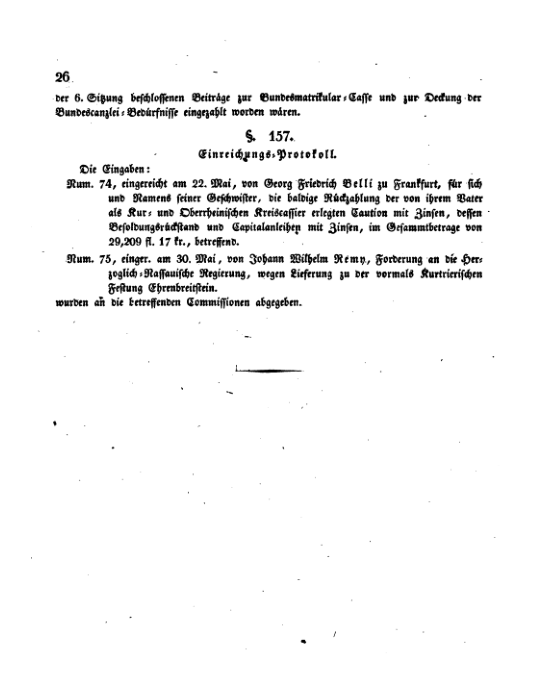 26
der 6. Sitzung beschlossenen Beiträge zur Bundesmatrikular-Casse und zur Deckung der
Bundescanzlei-Bedürfnisse eingezahlt worden wären.
§. 157.
Einreichungs-Protokoll.
Die Eingaben:
Num. 74, eingereicht am 22. Mai, von Georg Friedrich Belli zu Frankfurt, für sich
und Namens seiner Geschwister, die baldige Rückzahlung der von ihrem Vater
als Kur- und Oberrheinischen Kreiscassier erlegten Caution mit Zinsen, dessen
Besoldungsrückstand und Capitalanleihen mit Zinsen, im Gesammtbetrage von
29,209 fl. 17 kr., betreffend.
Num. 75, einger. am 30. Mai, von Johann Wilhelm Remy, Forderung an die Her-
zoglich-Nassauische Regierung, wegen Lieferung zu der vormals Kurtrierischen
Festung Ehrenbreitstein.
wurden an die betreffenden Commissionen abgegeben.